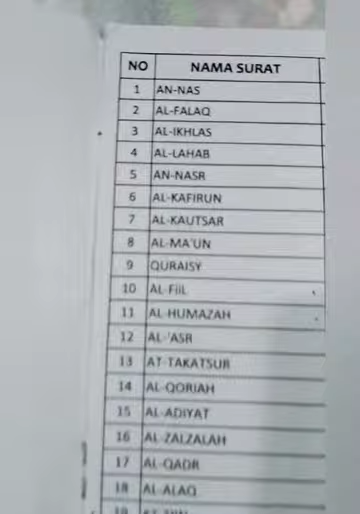 NO NAMA SURAT
1 AN-NAS
2 AL-FALAQ
3 AL-IKHLAS
4 AL-LAHAB
5 AN-NASR
6 AL-KAFIRUN
7 AL-KAUTSAR
8 AL-MA'UN
9 QURAISY
10 AL-FIIL
11 AL-HUMAZAH
12 AL-'ASR
13 AT-TAKATSUR
14 AL-QORIAH
15 AL-ADIYAT
16 AL-ZALZALAH
17 AL-QADR
18 AL-ALAQ
19